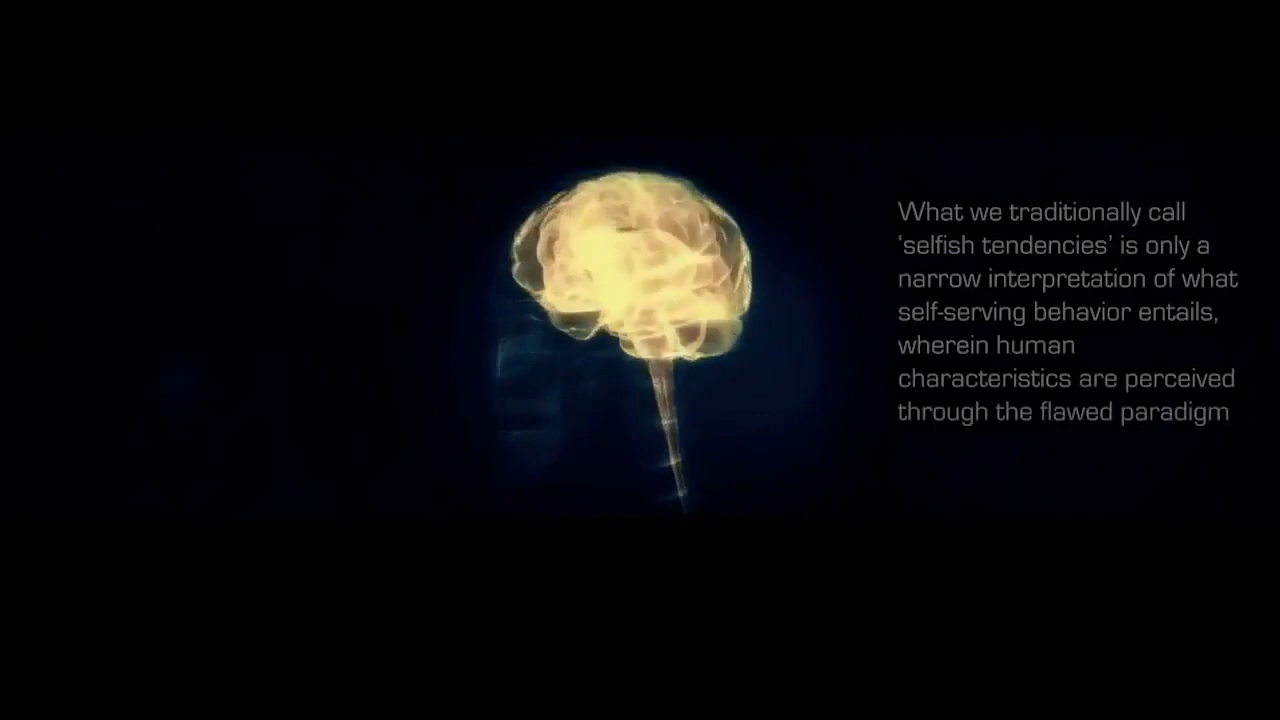 What we traditionally call
‘selfish tendencies’ is only a
narrow interpretation of what
self-serving behavior entails,
wherein human
characteristics are perceived
through the flawed paradigm